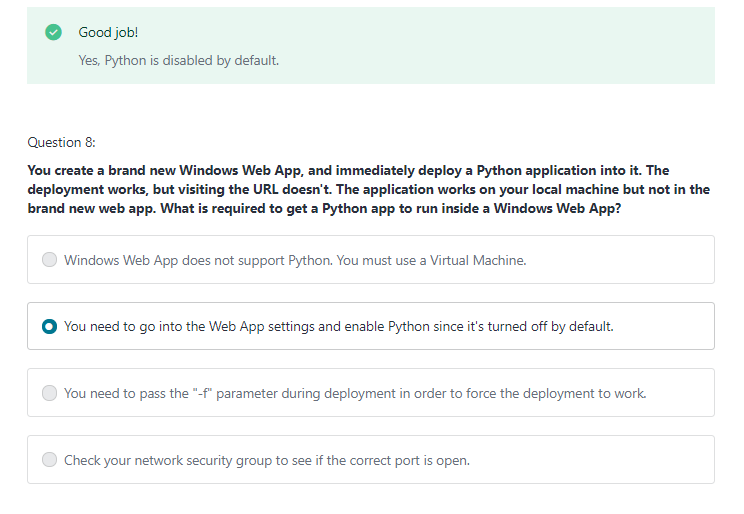 Good job!
Yes, Python is disabled by default.
Question 8:
You create a brand new Windows Web App, and immediately deploy a Python application into it. The
deployment works, but visiting the URL doesn't. The application works on your local machine but not in the
brand new web app. What is required to get a Python app to run inside a Windows Web App?
Windows Web App does not support Python. You must use a Virtual Machine.
You need to go into the Web App settings and enable Python since it's turned off by default.
You need to pass the "-f" parameter during deployment in order to force the deployment to work.
Check your network security group to see if the correct port is open.